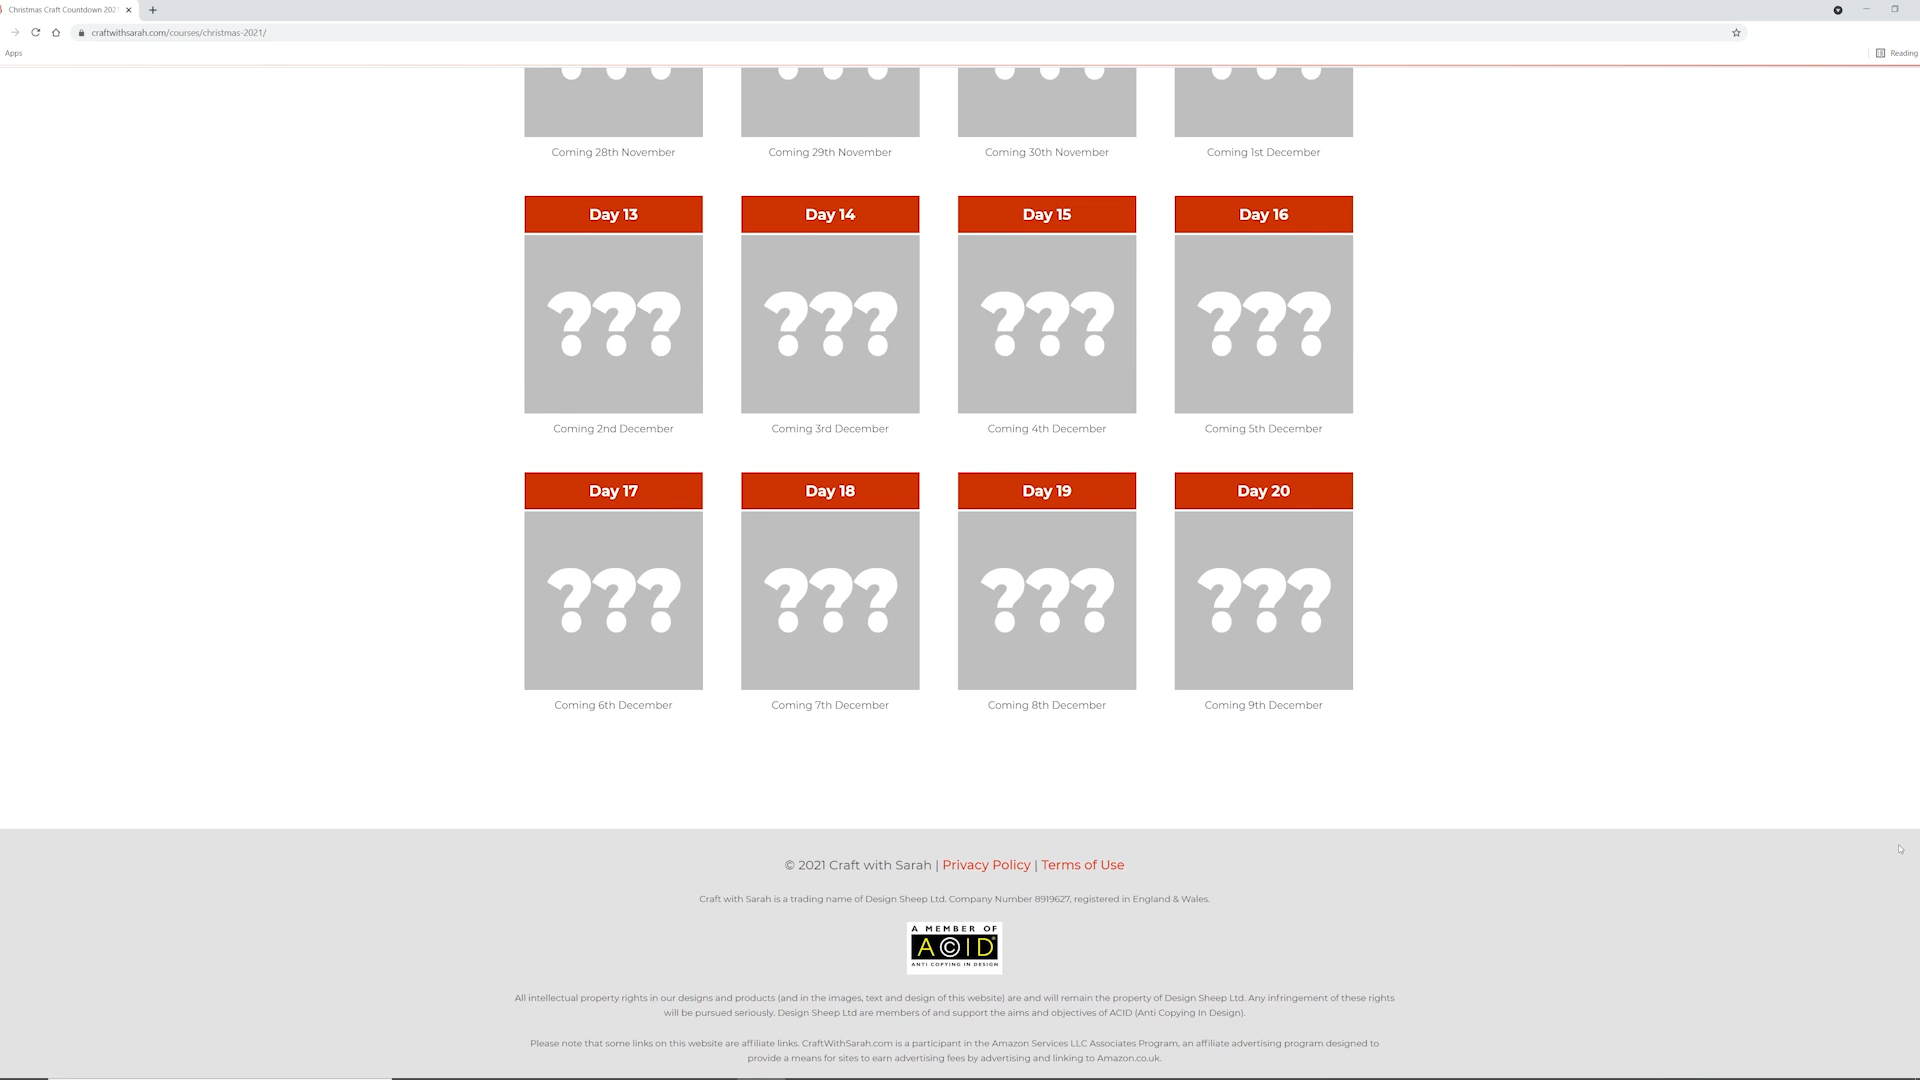 Christmas Craft Countdown 202
craftwithsarah.com/courses/christmas-2021/
Apps
Reading
Coming 28th November
Coming 29th November
Coming 30th November
Coming 1st December
Day 13
Day 14
Day 15
Day 16
???
???
???
???
Coming 2nd December
Coming 3rd December
Coming 4th December
Coming 5th December
Day 17
Day 18
Day 19
Day 20
???
???
???
???
Coming 6th December
Coming 7th December
Coming 8th December
Coming 9th December
© 2021 Craft with Sarah | Privacy Policy | Terms of Use
Craft with Sarah is a trading name of Design Sheep Ltd. Company Number 8919627, registered in England & Wales.
A MEMBER OF
A©ID®
ANTI COPYING IN DESIGN
All intellectual property rights in our designs and products (and in the images, text and design of this website) are and will remain the property of Design Sheep Ltd. Any infringement of these rights
will be pursued seriously. Design Sheep Ltd are members of and support the aims and objectives of ACID (Anti Copying In Design).
Please note that some links on this website are affiliate links. CraftWithSarah.com is a participant in the Amazon Services LLC Associates Program, an affiliate advertising program designed to
provide a means for sites to earn advertising fees by advertising and linking to Amazon.co.uk.